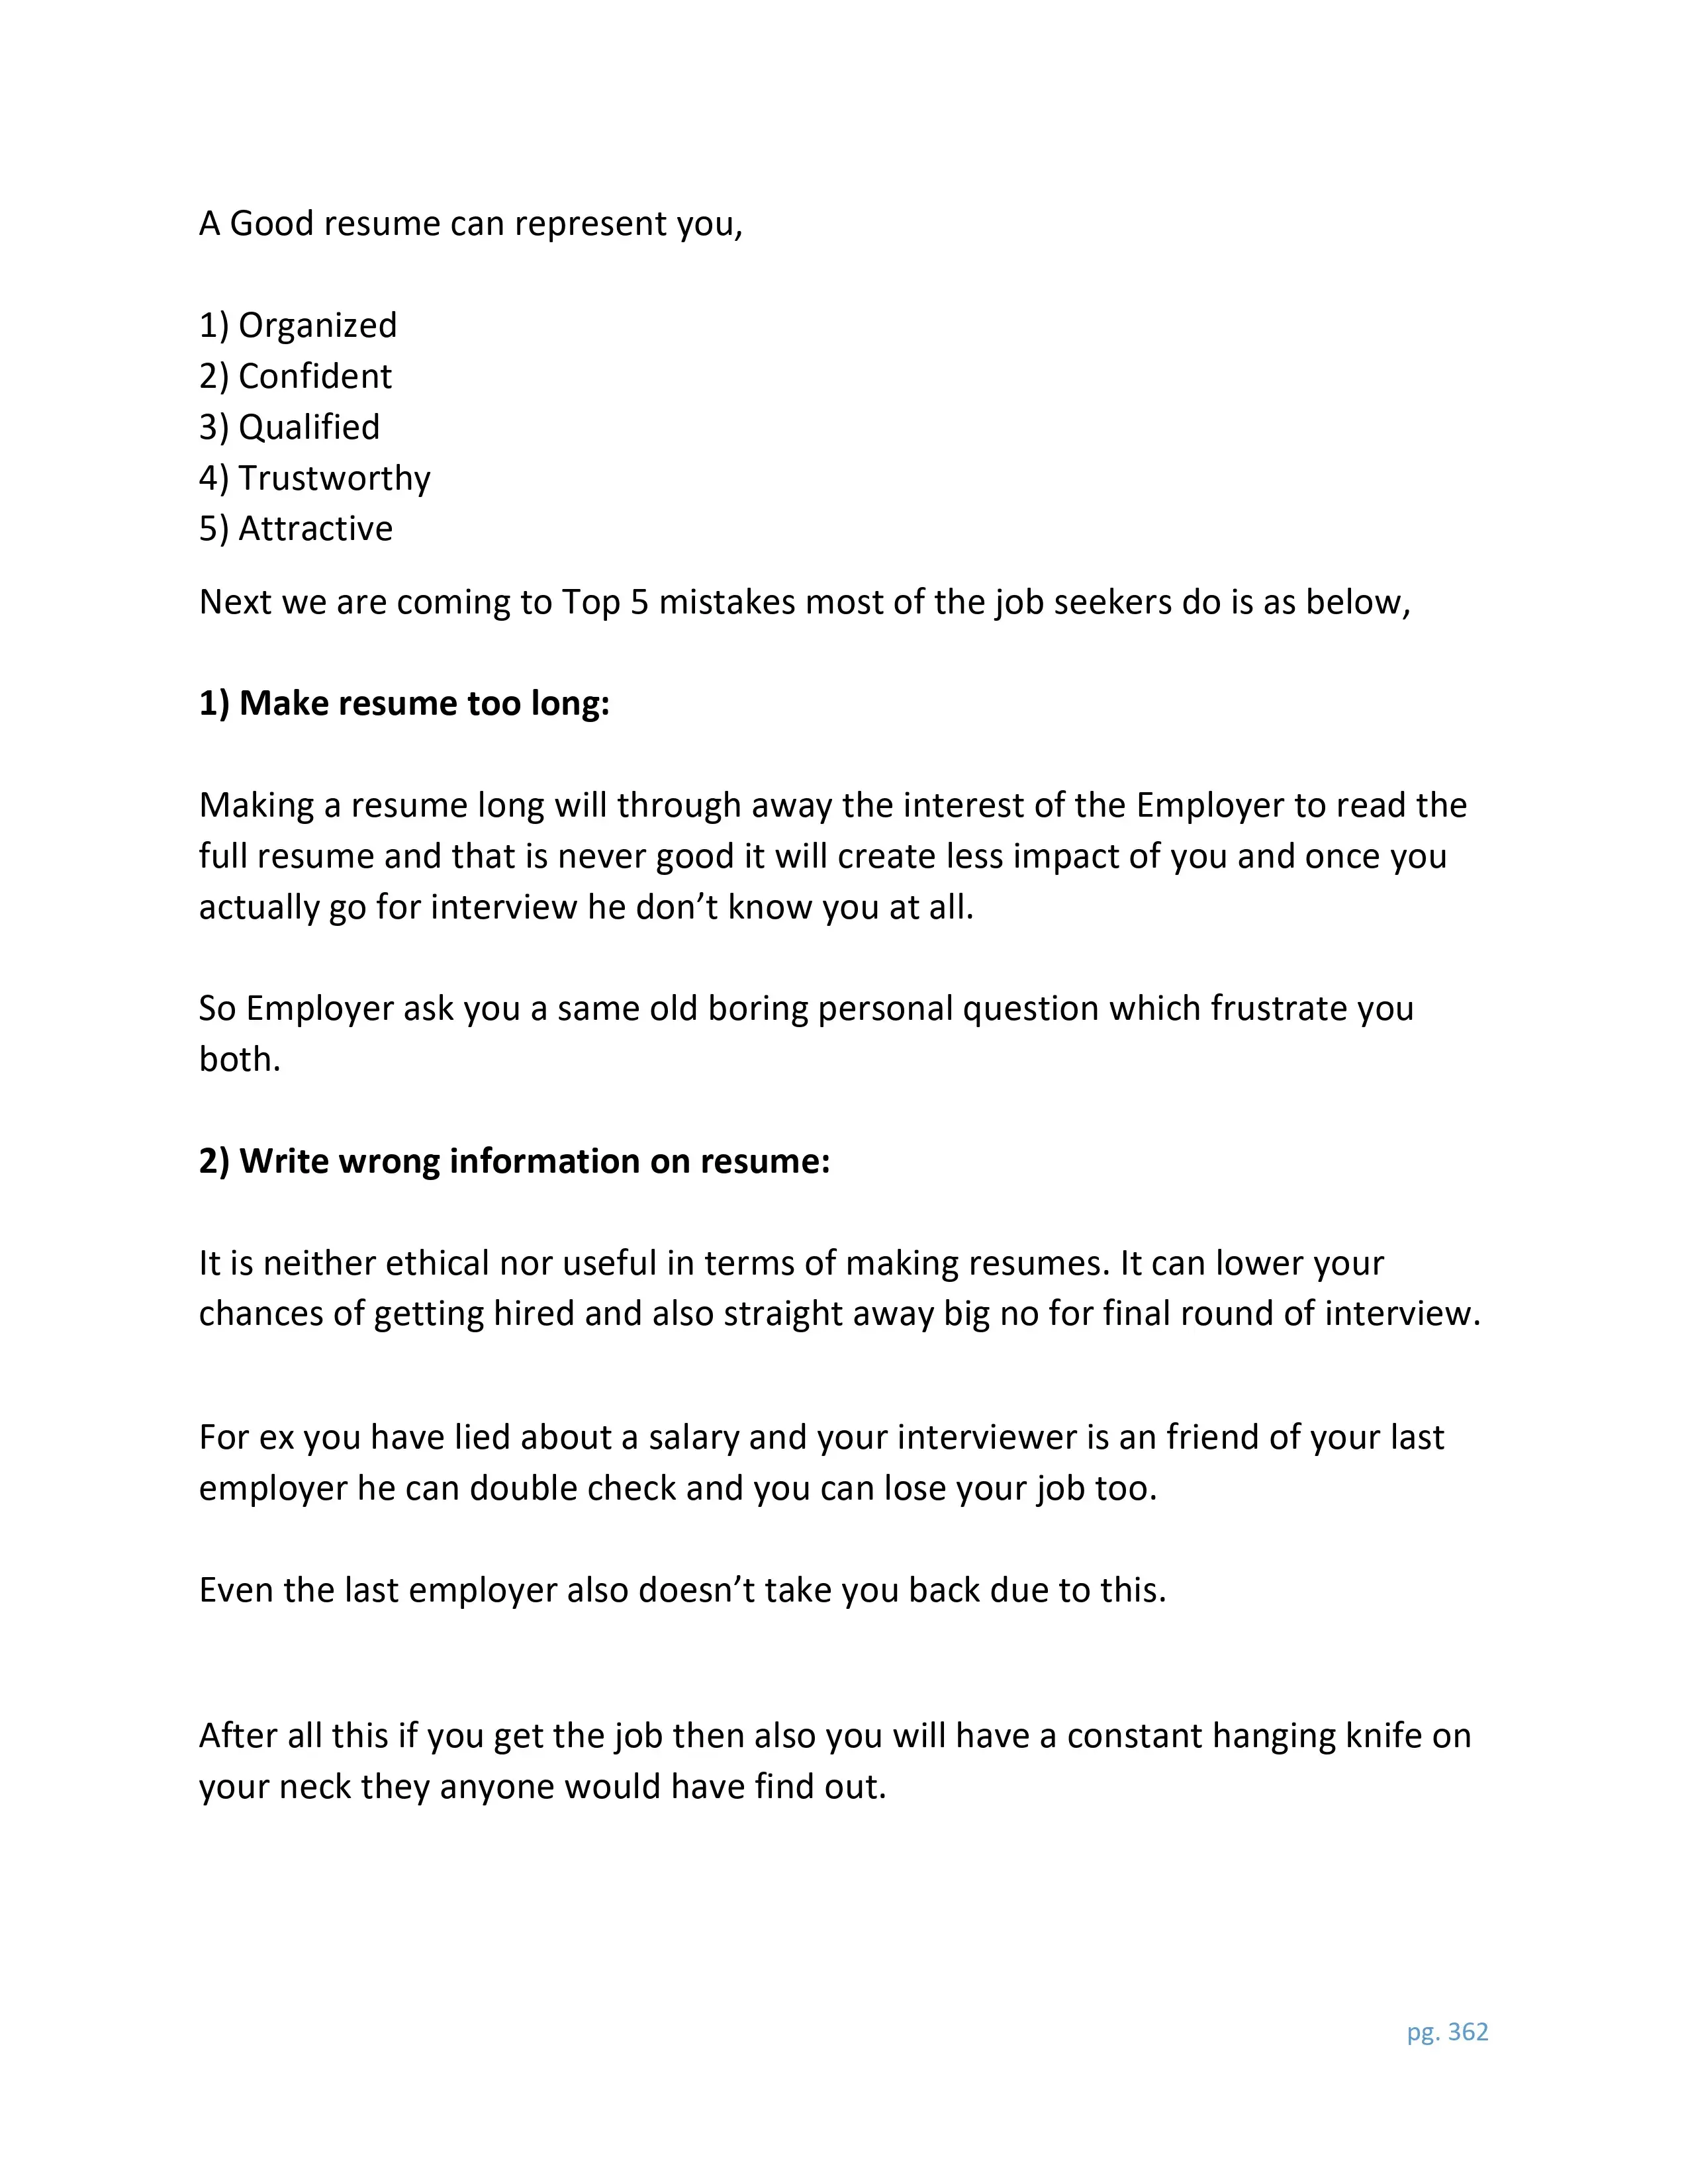 A Good resume can represent you,
1) Organized
2) Confident
3) Qualified
4) Trustworthy
5) Attractive
Next we are coming to Top 5 mistakes most of the job seekers do is as below,
1) Make resume too long:
Making a resume long will through away the interest of the Employer to read the
full resume and that is never good it will create less impact of you and once you
actually go for interview he don’t know you at all.
So Employer ask you a same old boring personal question which frustrate you
both.
2) Write wrong information on resume:
It is neither ethical nor useful in terms of making resumes. It can lower your
chances of getting hired and also straight away big no for final round of interview.
For ex you have lied about a salary and your interviewer is an friend of your last
employer he can double check and you can lose your job too.
Even the last employer also doesn’t take you back due to this.
After all this if you get the job then also you will have a constant hanging knife on
your neck they anyone would have find out.
pg. 362